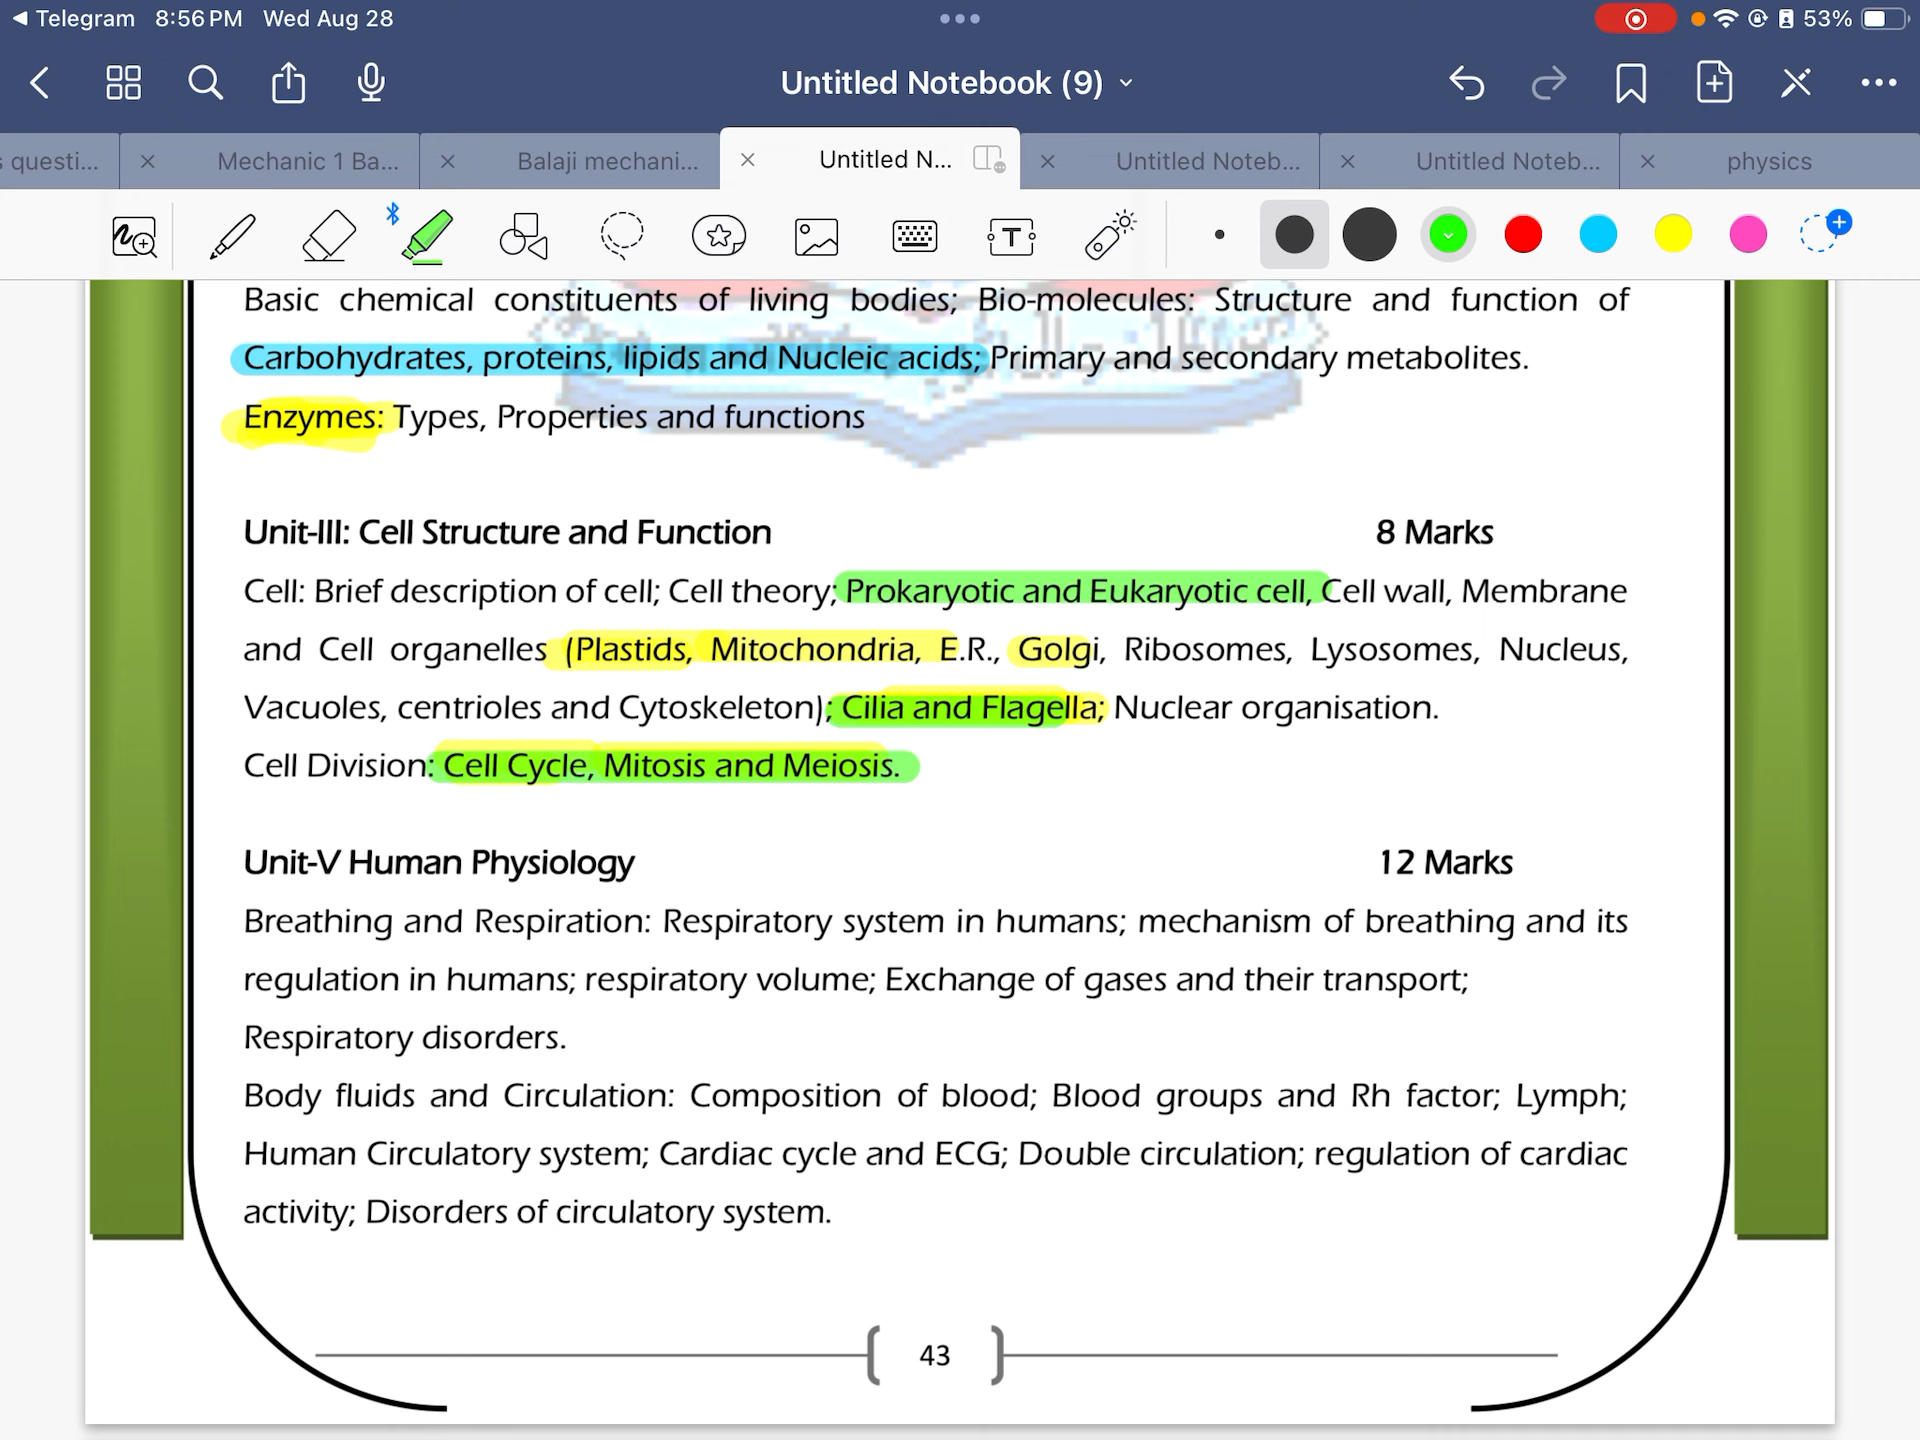 Telegram 8:56 PM Wed Aug 28
53%
Untitled Notebook (9)
s questi...
Mechanic 1 Ba...
Balaji mechani...
Untitled N...
Untitled Noteb...
Untitled Noteb...
physics
Basic chemical constituents of living bodies; Bio-molecules: Structure and function of
Carbohydrates, proteins, lipids and Nucleic acids; Primary and secondary metabolites.
Enzymes: Types, Properties and functions
Unit-III: Cell Structure and Function 8 Marks
Cell: Brief description of cell; Cell theory; Prokaryotic and Eukaryotic cell, Cell wall, Membrane
and Cell organelles (Plastids, Mitochondria, E.R., Golgi, Ribosomes, Lysosomes, Nucleus,
Vacuoles, centrioles and Cytoskeleton); Cilia and Flagella; Nuclear organisation.
Cell Division: Cell Cycle, Mitosis and Meiosis.
Unit-V Human Physiology 12 Marks
Breathing and Respiration: Respiratory system in humans; mechanism of breathing and its
regulation in humans; respiratory volume; Exchange of gases and their transport;
Respiratory disorders.
Body fluids and Circulation: Composition of blood; Blood groups and Rh factor; Lymph;
Human Circulatory system; Cardiac cycle and ECG; Double circulation; regulation of cardiac
activity; Disorders of circulatory system.
43